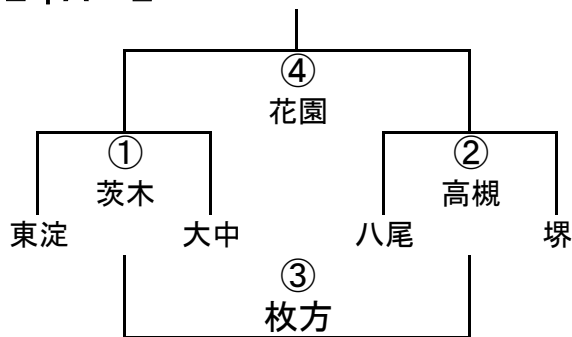 ④
花園
① ②
茨木 高槻
東淀 大中 八尾 堺
③
枚方